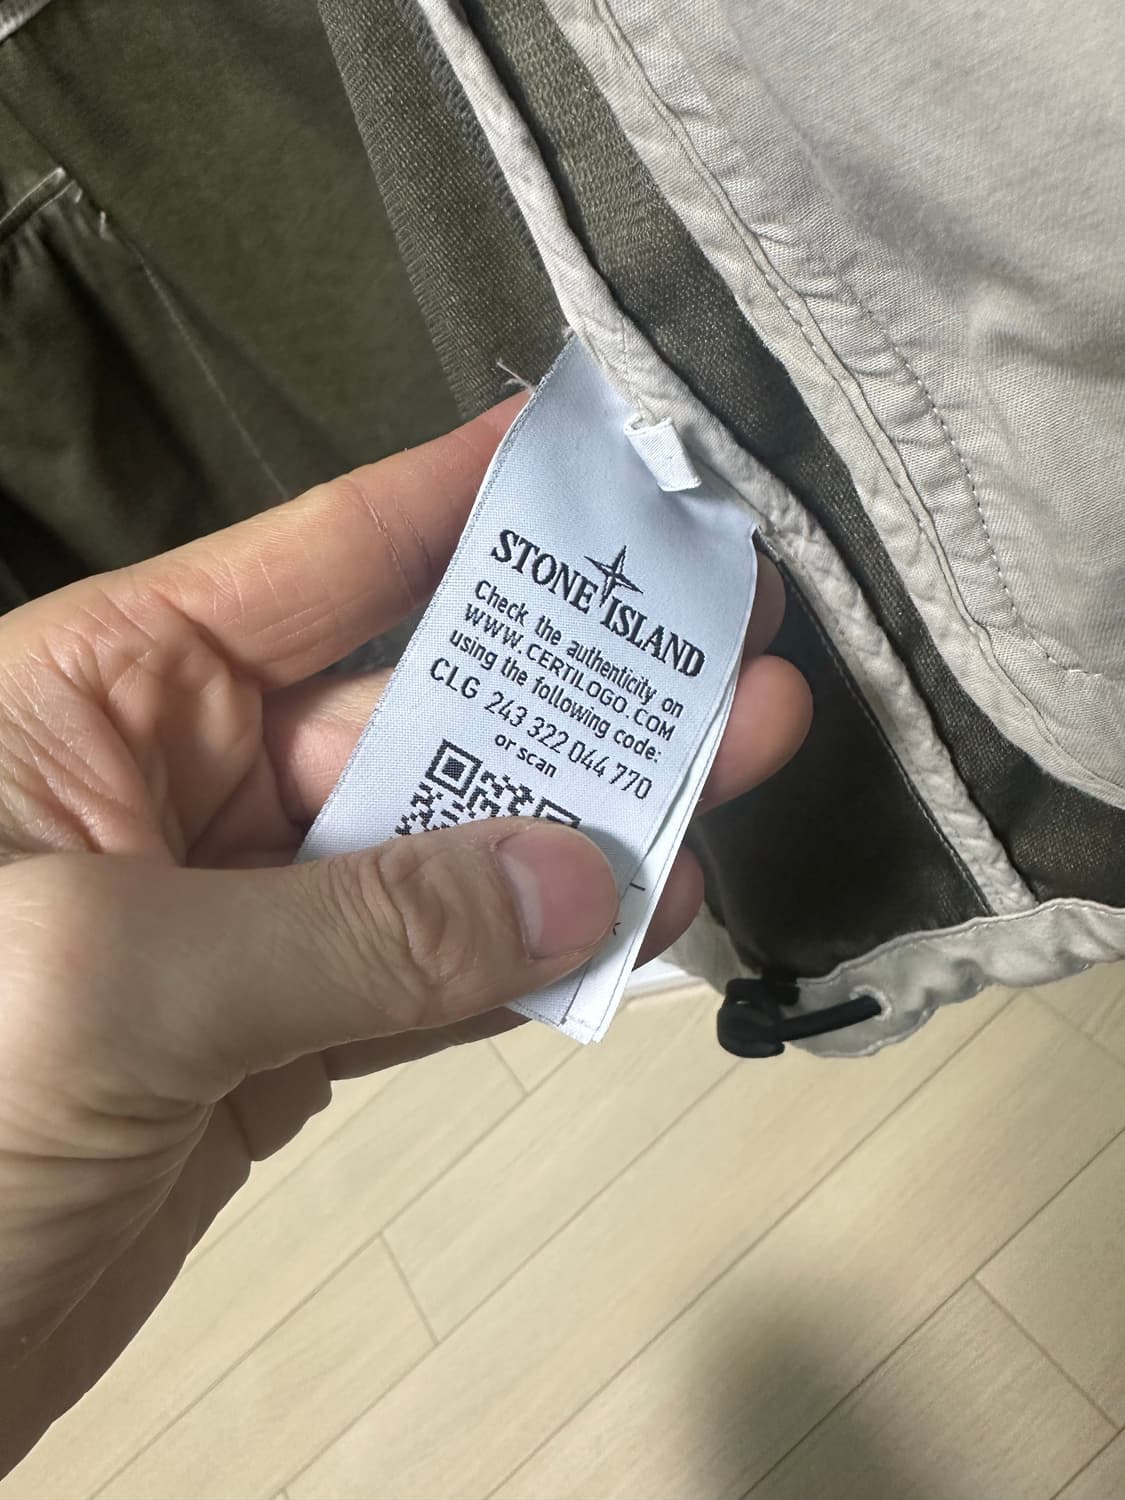 STONE ISLAND
Check the authenticity on
WWW.CERTILOGO.COM
using the following code:
CLG 243 322 044 770
or scan